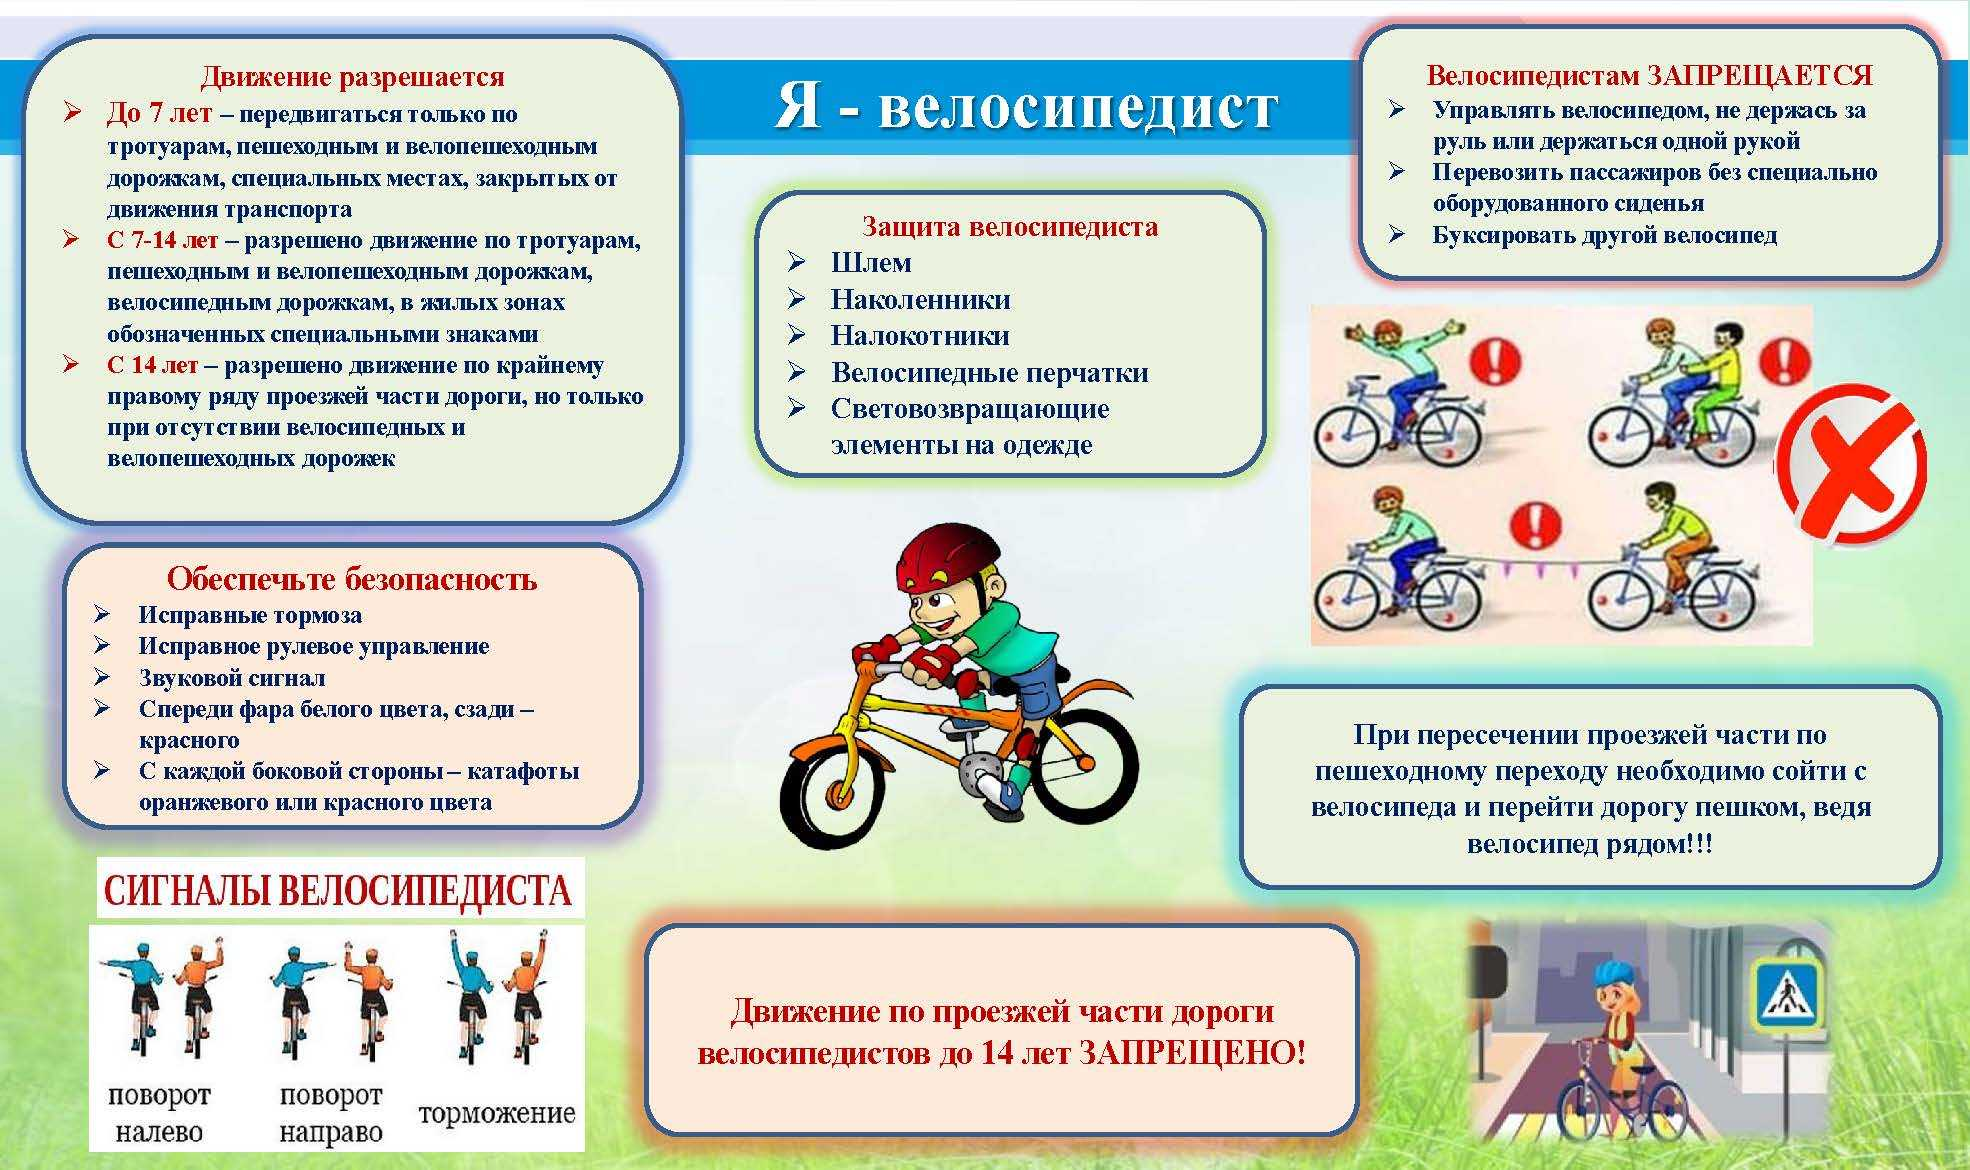 Я - велосипедист
Движение разрешается
До 7 лет – передвигаться только по
тротуарам, пешеходным и велопешеходным
дорожкам, специальных местах, закрытых от
движения транспорта
С 7-14 лет – разрешено движение по тротуарам,
пешеходным и велопешеходным дорожкам,
велосипедным дорожкам, в жилых зонах
обозначенных специальными знаками
С 14 лет – разрешено движение по крайнему
правому ряду проезжей части дороги, но только
при отсутствии велосипедных и
велопешеходных дорожек
Обеспечьте безопасность
Исправные тормоза
Исправное рулевое управление
Звуковой сигнал
Спереди фара белого цвета, сзади –
красного
С каждой боковой стороны – катафоты
оранжевого или красного цвета
СИГНАЛЫ ВЕЛОСИПЕДИСТА
поворот
налево
поворот
направо
торможение
Защита велосипедиста
Шлем
Наколенники
Налокотники
Велосипедные перчатки
Световозвращающие
элементы на одежде
Движение по проезжей части дороги
велосипедистов до 14 лет ЗАПРЕЩЕНО!
Велосипедистам ЗАПРЕЩАЕТСЯ
Управлять велосипедом, не держась за
руль или держаться одной рукой
Перевозить пассажиров без специально
оборудованного сиденья
Буксировать другой велосипед
При пересечении проезжей части по
пешеходному переходу необходимо сойти с
велосипеда и перейти дорогу пешком, ведя
велосипед рядом!!!